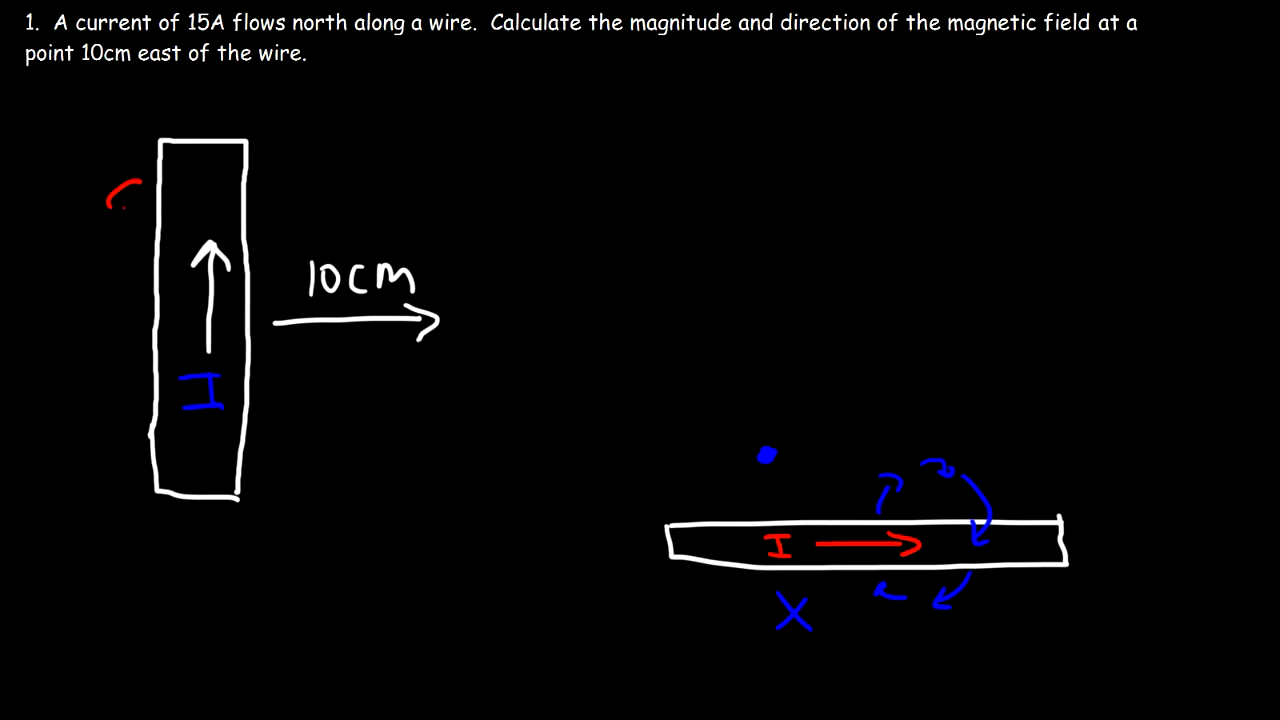 1. A current of 15A flows north along a wire. Calculate the magnitude and direction of the magnetic field at a
point 10cm east of the wire.
10cm
I
I
X